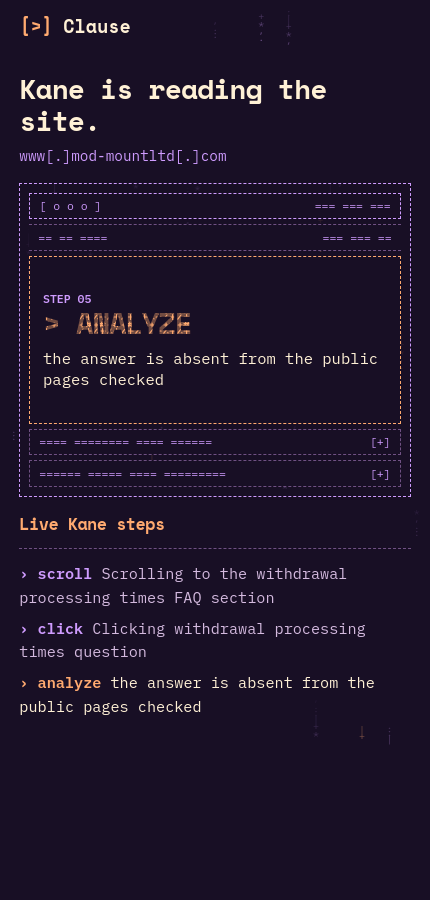 [>] Clause
Kane is reading the
site.
www[.]mod-mountltd[.]com
[ o o o ] === === ===
== == ==== === === ==
STEP 05
> ANALYZE
the answer is absent from the public
pages checked
==== ======== ==== ====== [+]
====== ===== ==== ========= [+]
Live Kane steps
› scroll Scrolling to the withdrawal
processing times FAQ section
› click Clicking withdrawal processing
times question
› analyze the answer is absent from the
public pages checked